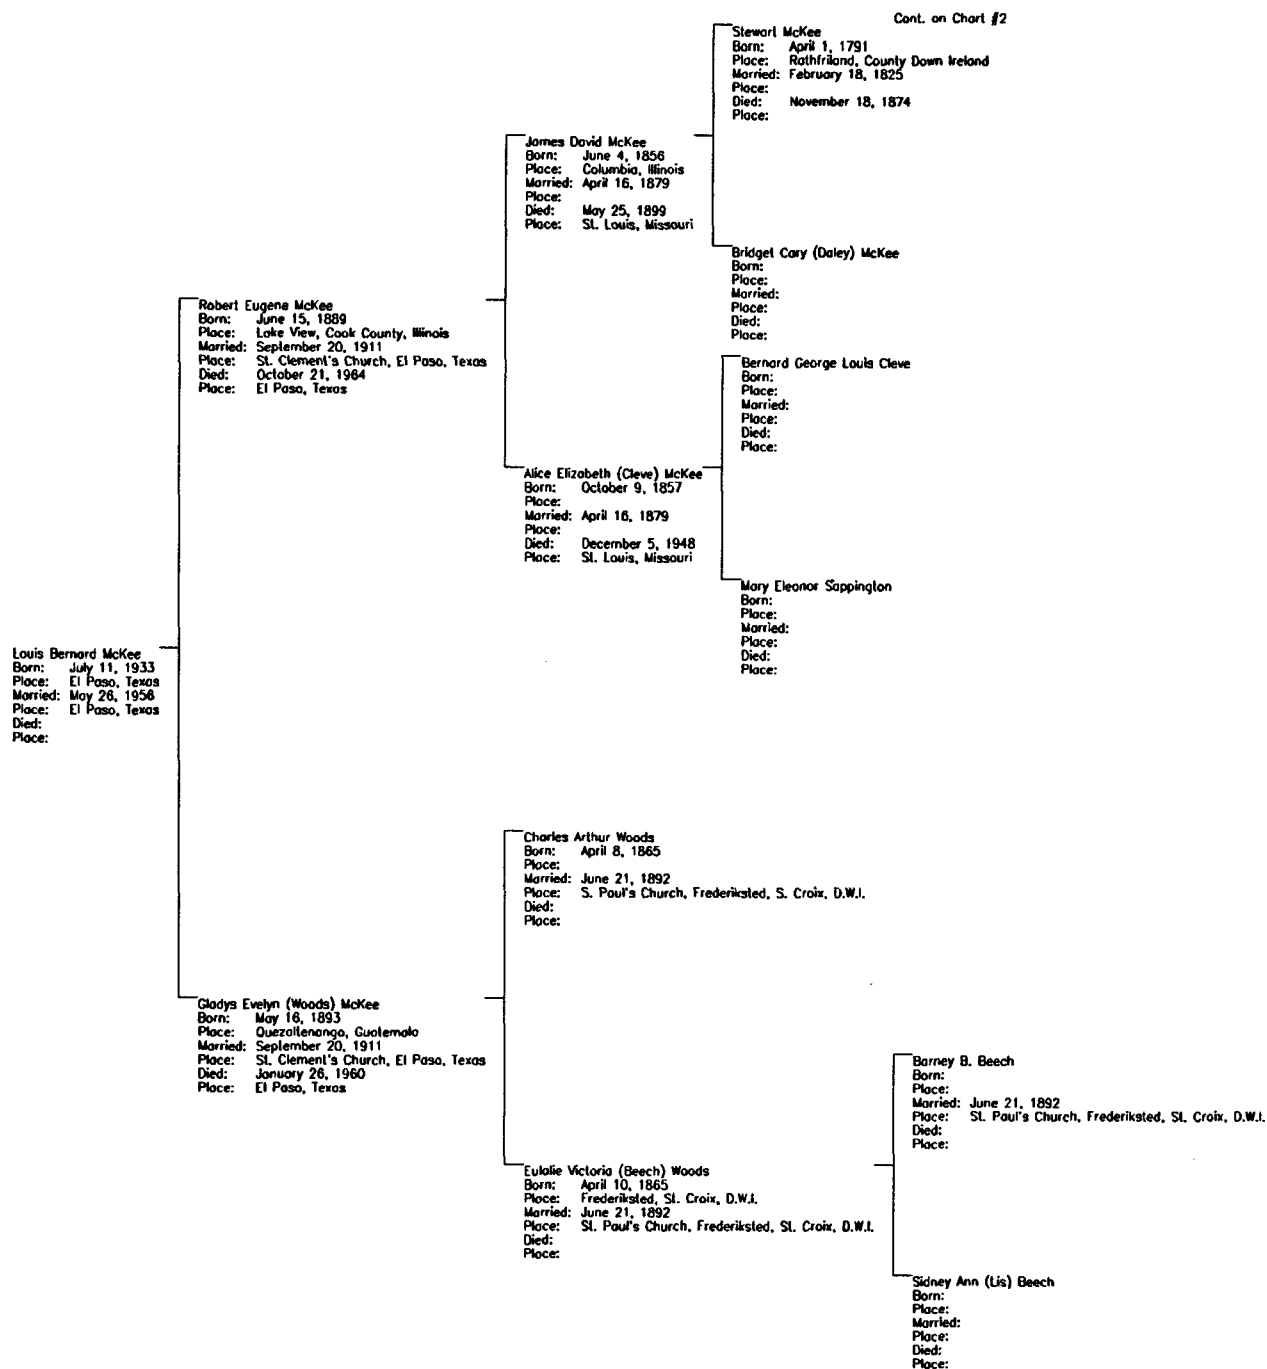 Cont. on Chart #2
Stewart McKee
Born: April 1, 1791
Place: Rathfriland, County Down Ireland
Married: February 18, 1825
Place:
Died: November 18, 1874
Place:
James David McKee
Born: June 4, 1856
Place: Columbia, Illinois
Married: April 16, 1879
Place:
Died: May 25, 1899
Place: St. Louis, Missouri
Bridget Cary (Daley) McKee
Born:
Place:
Married:
Place:
Died:
Place:
Robert Eugene McKee
Born: June 15, 1889
Place: Lake View, Cook County, Illinois
Married: September 20, 1911
Place: St. Clement's Church, El Paso, Texas
Died: October 21, 1964
Place: El Paso, Texas
Bernard George Louis Cleve
Born:
Place:
Married:
Place:
Died:
Place:
Alice Elizabeth (Cleve) McKee
Born: October 9, 1857
Place:
Married: April 16, 1879
Place:
Died: December 5, 1948
Place: St. Louis, Missouri
Mary Eleonor Sappington
Born:
Place:
Married:
Place:
Died:
Place:
Louis Bernard McKee
Born: July 11, 1933
Place: El Paso, Texas
Married: May 26, 1956
Place: El Paso, Texas
Died:
Place:
Charles Arthur Woods
Born: April 8, 1865
Place:
Married: June 21, 1892
Place: S. Paul's Church, Frederiksted, S. Croix, D.W.I.
Died:
Place:
Gladys Evelyn (Woods) McKee
Born: May 16, 1893
Place: Quezaltenango, Guatemala
Married: September 20, 1911
Place: St. Clement's Church, El Paso, Texas
Died: January 26, 1960
Place: El Paso, Texas
Barney B. Beech
Born:
Place:
Married: June 21, 1892
Place: St. Paul's Church, Frederiksted, St. Croix, D.W.I.
Died:
Place:
Eulalie Victoria (Beech) Woods
Born: April 10, 1865
Place: Frederiksted, St. Croix, D.W.I.
Married: June 21, 1892
Place: St. Paul's Church, Frederiksted, St. Croix, D.W.I.
Died:
Place:
Sidney Ann (Lis) Beech
Born:
Place:
Married:
Place:
Died:
Place: